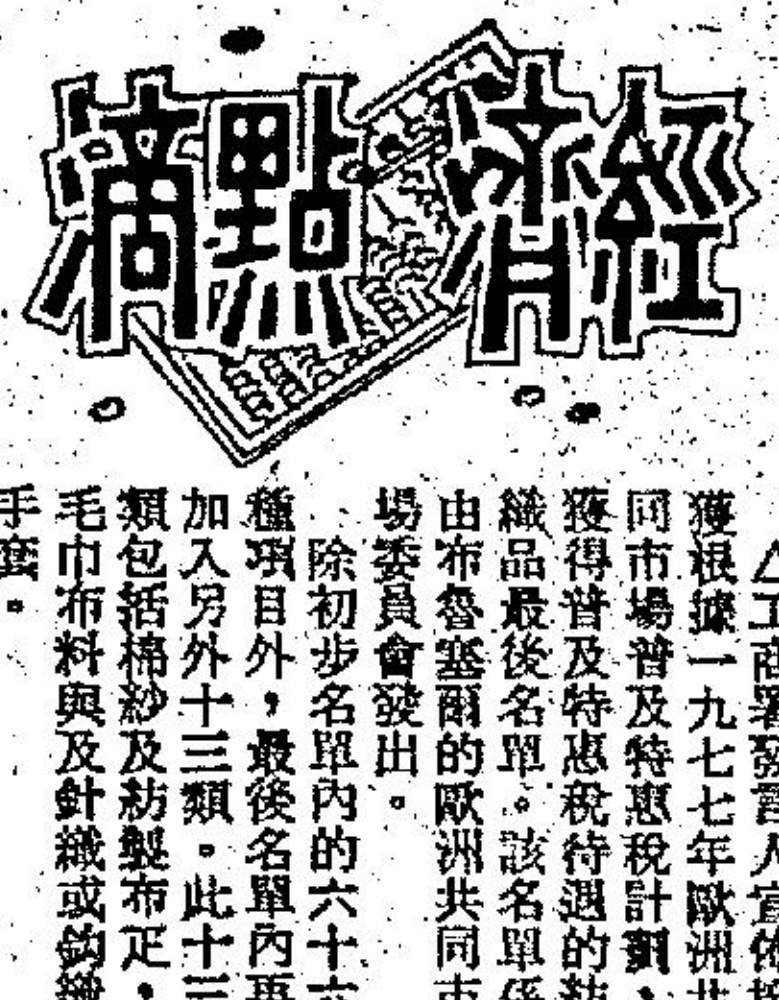 經濟點滴
工商署發言人宣佈
獲根據一九七七年歐洲共
同市場普及特惠稅計劃,
獲得普及特惠稅待遇的紡
織品最後名單。該名單係
由布魯塞爾的歐洲共同市
場委員會發出。
除初步名單內的六十六
種項目外,最後名單內再
加入另外十三類。此十三
類包括棉紗及紡製布疋,
毛巾布料與及針織或鈎織
手套。